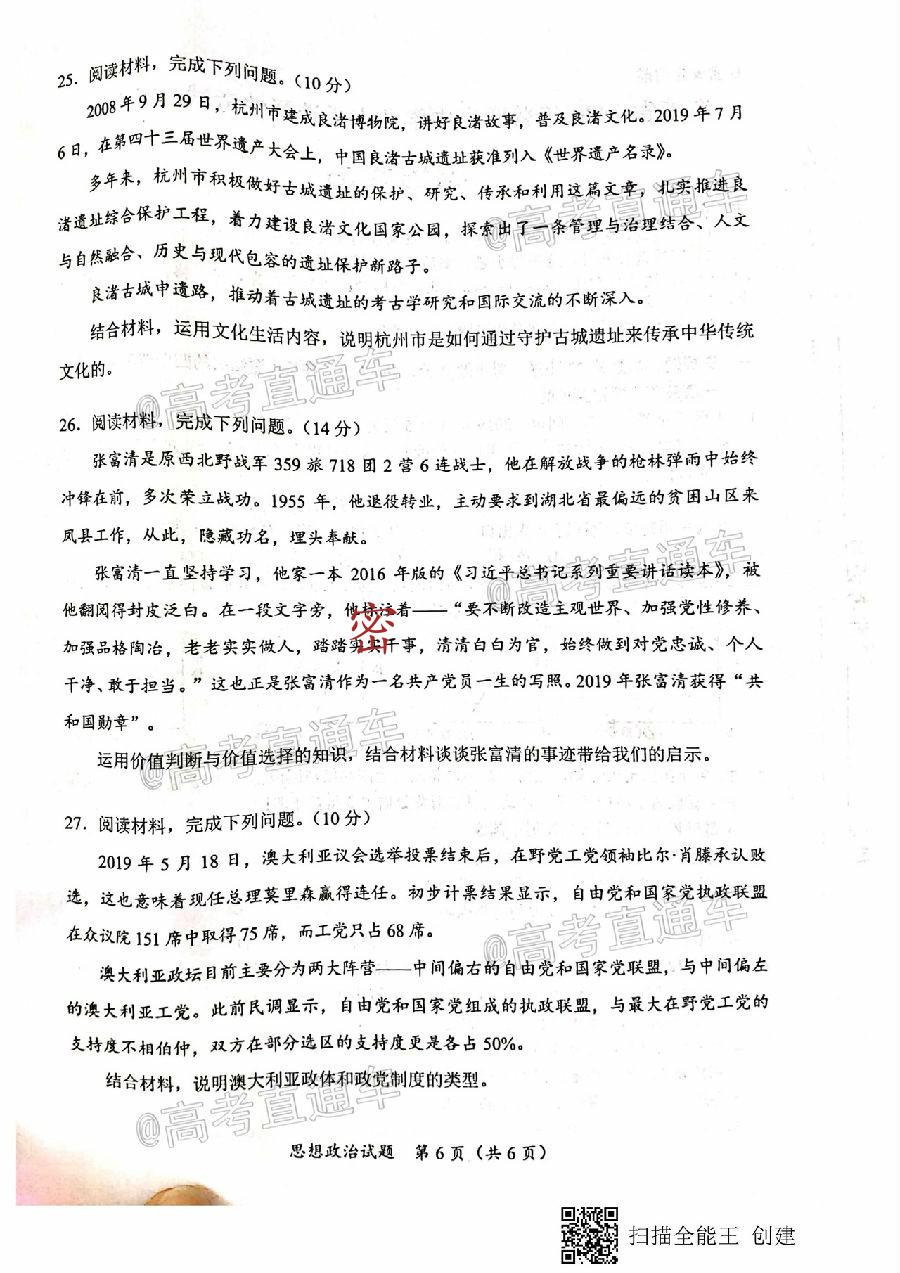 25. 阅读材料，完成下列问题。（10分）
2008年9月29日，杭州市建成良渚博物院，讲好良渚故事，普及良渚文化。2019年7月
6日，在第四十三届世界遗产大会上，中国良渚古城遗址获准列入《世界遗产名录》。
多年来，杭州市积极做好古城遗址的保护、研究、传承和利用这篇文章，扎实推进良
渚遗址综合保护工程，着力建设良渚文化国家公园，探索出了一条管理与治理结合、人文
@高考直通车
与自然融合、历史与现代包容的遗址保护新路子。
良渚古城申遗路，推动着古城遗址的考古学研究和国际交流的不断深入。
结合材料，运用文化生活内容，说明杭州市是如何通过守护古城遗址来传承中华传统
文化的。
@高考直通车
26. 阅读材料，完成下列问题。（14分）
张富清是原西北野战军359旅718团2营6连战士，他在解放战争的枪林弹雨中始终
冲锋在前，多次荣立战功。1955年，他退役转业，主动要求到湖北省最偏远的贫困山区来
凤县工作，从此，隐藏功名，埋头奉献。
@高考直通车
张富清一直坚持学习，他家一本2016年版的《习近平总书记系列重要讲话读本》，被
他翻阅得封皮泛白。在一段文字旁，他标注着——“要不断改造主观世界、加强党性修养、
密
加强品格陶冶，老老实实做人，踏踏实实干事，清清白白为官，始终做到对党忠诚、个人
干净、敢于担当。”这也正是张富清作为一名共产党员一生的写照。2019年张富清获得“共
和国勋章”。
@高考直通车
运用价值判断与价值选择的知识，结合材料谈谈张富清的事迹带给我们的启示。
27. 阅读材料，完成下列问题。（10分）
2019年5月18日，澳大利亚议会选举投票结束后，在野党工党领袖比尔·肖滕承认败
选，这也意味着现任总理莫里森赢得连任。初步计票结果显示，自由党和国家党执政联盟
在众议院151席中取得75席，而工党只占68席。
@高考直通车
澳大利亚政坛目前主要分为两大阵营——中间偏右的自由党和国家党联盟，与中间偏左
的澳大利亚工党。此前民调显示，自由党和国家党组成的执政联盟，与最大在野党工党的
支持度不相伯仲，双方在部分选区的支持度更是各占50%。
结合材料，说明澳大利亚政体和政党制度的类型。
@高考直通车
思想政治试题 第6页（共6页）
扫描全能王 创建